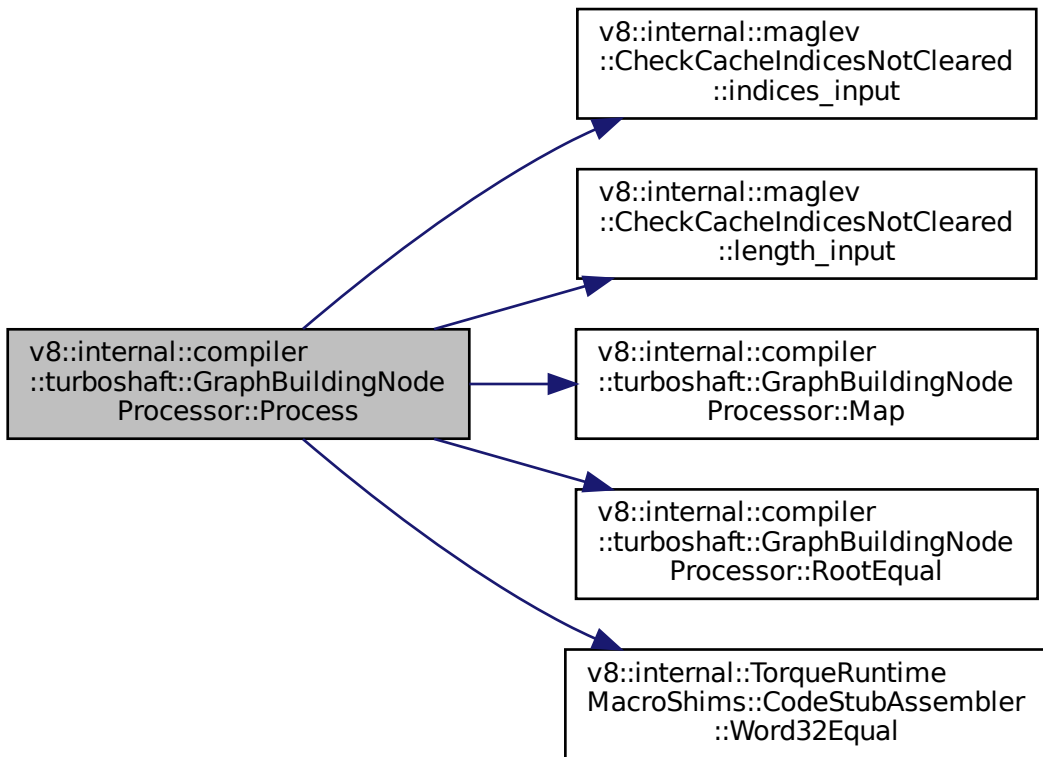 v8::internal::maglev
::CheckCacheIndicesNotCleared
::indices_input
v8::internal::maglev
::CheckCacheIndicesNotCleared
::length_input
v8::internal::compiler
::turboshaft::GraphBuildingNode
Processor::Process
v8::internal::compiler
::turboshaft::GraphBuildingNode
Processor::Map
v8::internal::compiler
::turboshaft::GraphBuildingNode
Processor::RootEqual
v8::internal::TorqueRuntime
MacroShims::CodeStubAssembler
::Word32Equal